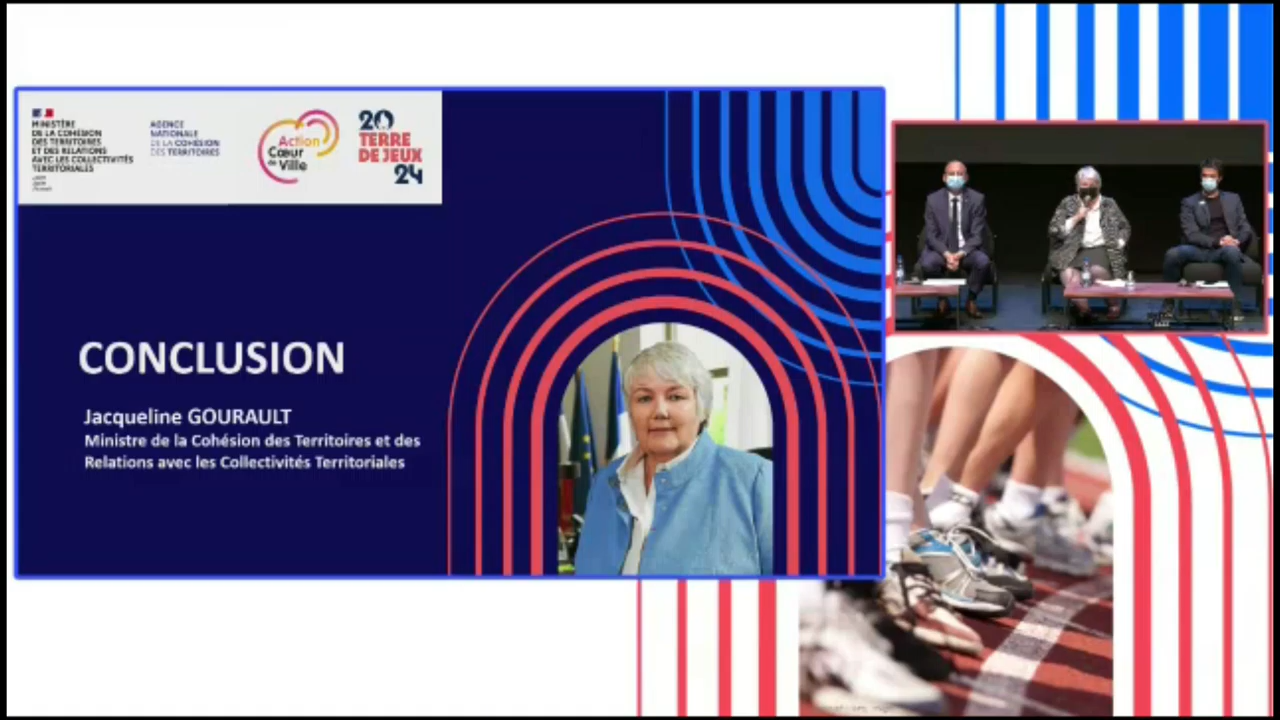 MINISTÈRE
DE LA COHÉSION
DES TERRITOIRES
ET DES RELATIONS
AVEC LES COLLECTIVITÉS
TERRITORIALES
AGENCE
NATIONALE
DE LA COHÉSION
DES TERRITOIRES
Action
Cœur
de Ville
20
TERRE
DE JEUX
24
CONCLUSION
Jacqueline GOURAULT
Ministre de la Cohésion des Territoires et des
Relations avec les Collectivités Territoriales